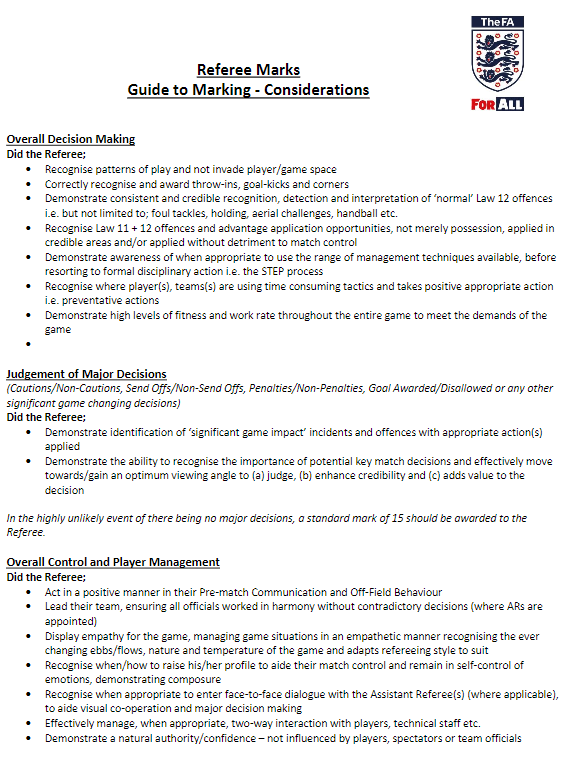 TheFA
FOR ALL
Referee Marks
Guide to Marking - Considerations
Overall Decision Making
Did the Referee;
• Recognise patterns of play and not invade player/game space
• Correctly recognise and award throw-ins, goal-kicks and corners
• Demonstrate consistent and credible recognition, detection and interpretation of ‘normal’ Law 12 offences
i.e. but not limited to; foul tackles, holding, aerial challenges, handball etc.
• Recognise Law 11 + 12 offences and advantage application opportunities, not merely possession, applied in
credible areas and/or applied without detriment to match control
• Demonstrate awareness of when appropriate to use the range of management techniques available, before
resorting to formal disciplinary action i.e. the STEP process
• Recognise where player(s), teams(s) are using time consuming tactics and takes positive appropriate action
i.e. preventative actions
• Demonstrate high levels of fitness and work rate throughout the entire game to meet the demands of the
game
•
Judgement of Major Decisions
(Cautions/Non-Cautions, Send Offs/Non-Send Offs, Penalties/Non-Penalties, Goal Awarded/Disallowed or any other
significant game changing decisions)
Did the Referee;
• Demonstrate identification of ‘significant game impact’ incidents and offences with appropriate action(s)
applied
• Demonstrate the ability to recognise the importance of potential key match decisions and effectively move
towards/gain an optimum viewing angle to (a) judge, (b) enhance credibility and (c) adds value to the
decision
In the highly unlikely event of there being no major decisions, a standard mark of 15 should be awarded to the
Referee.
Overall Control and Player Management
Did the Referee;
• Act in a positive manner in their Pre-match Communication and Off-Field Behaviour
• Lead their team, ensuring all officials worked in harmony without contradictory decisions (where ARs are
appointed)
• Display empathy for the game, managing game situations in an empathetic manner recognising the ever
changing ebbs/flows, nature and temperature of the game and adapts refereeing style to suit
• Recognise when/how to raise his/her profile to aide their match control and remain in self-control of
emotions, demonstrating composure
• Recognise when appropriate to enter face-to-face dialogue with the Assistant Referee(s) (where applicable),
to aide visual co-operation and major decision making
• Effectively manage, when appropriate, two-way interaction with players, technical staff etc.
• Demonstrate a natural authority/confidence – not influenced by players, spectators or team officials